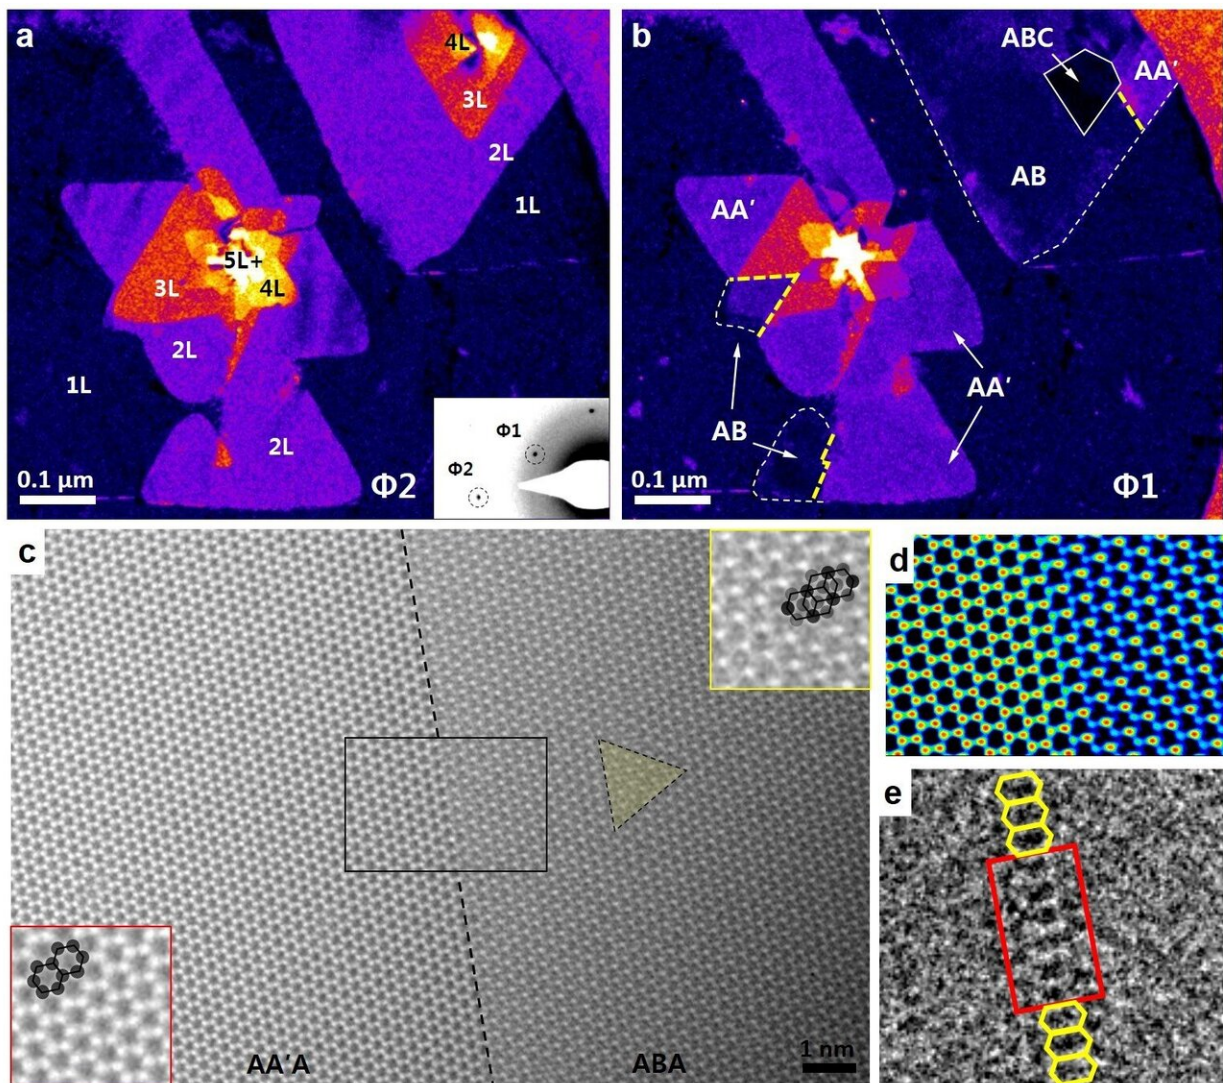 a
4L
3L
2L
1L
5L+
3L
4L
2L
1L
2L
Φ1
Φ2
0.1 μm
Φ2
b
ABC
AA′
AB
AA′
AB
AA′
AB
0.1 μm
Φ1
c
AA′A
ABA
1 nm
d
e